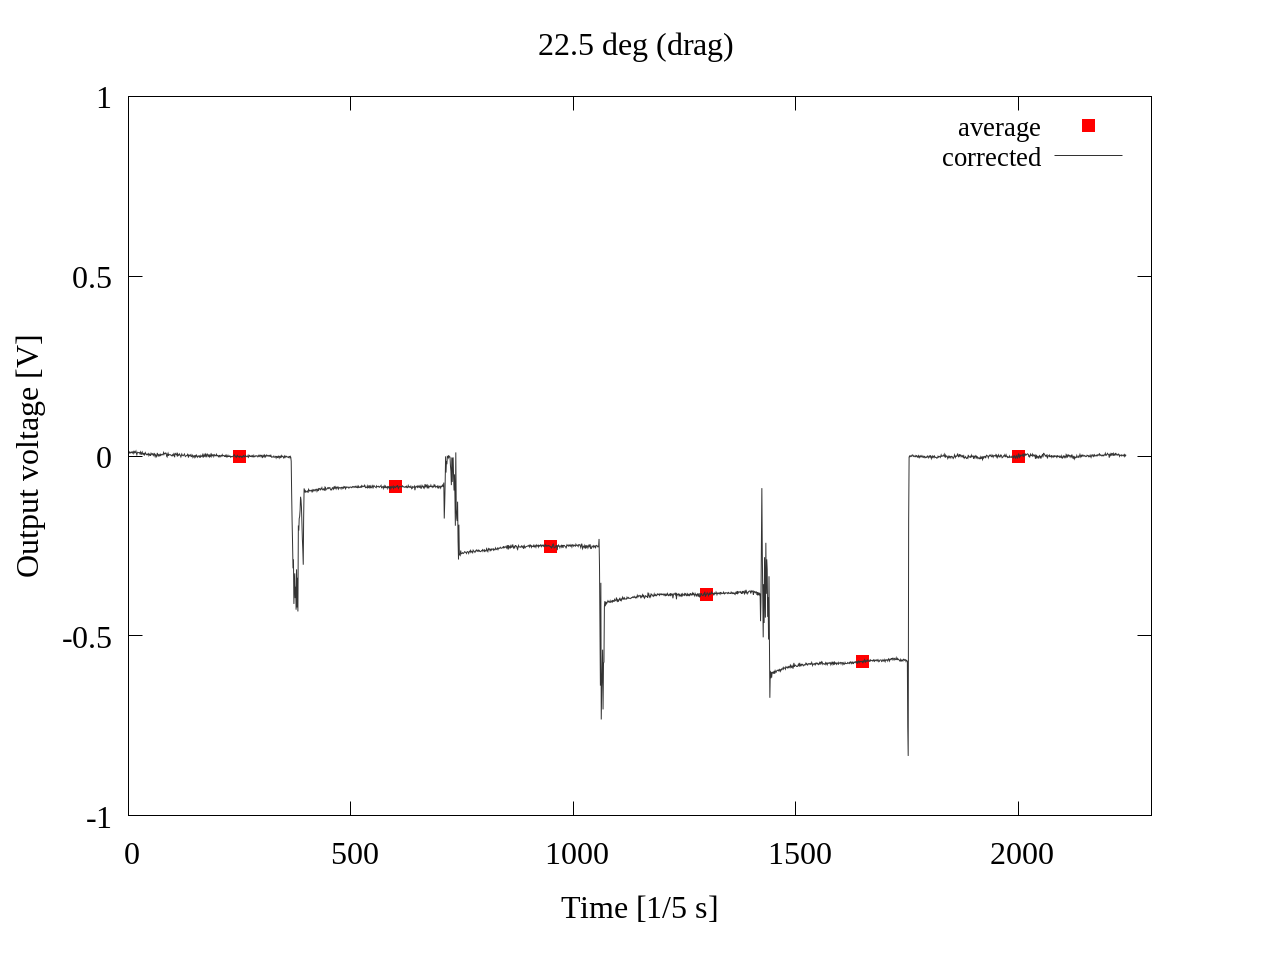 22.5 deg (drag)
average
corrected
1
0.5
0
-0.5
-1
Output voltage [V]
0 500 1000 1500 2000
Time [1/5 s]